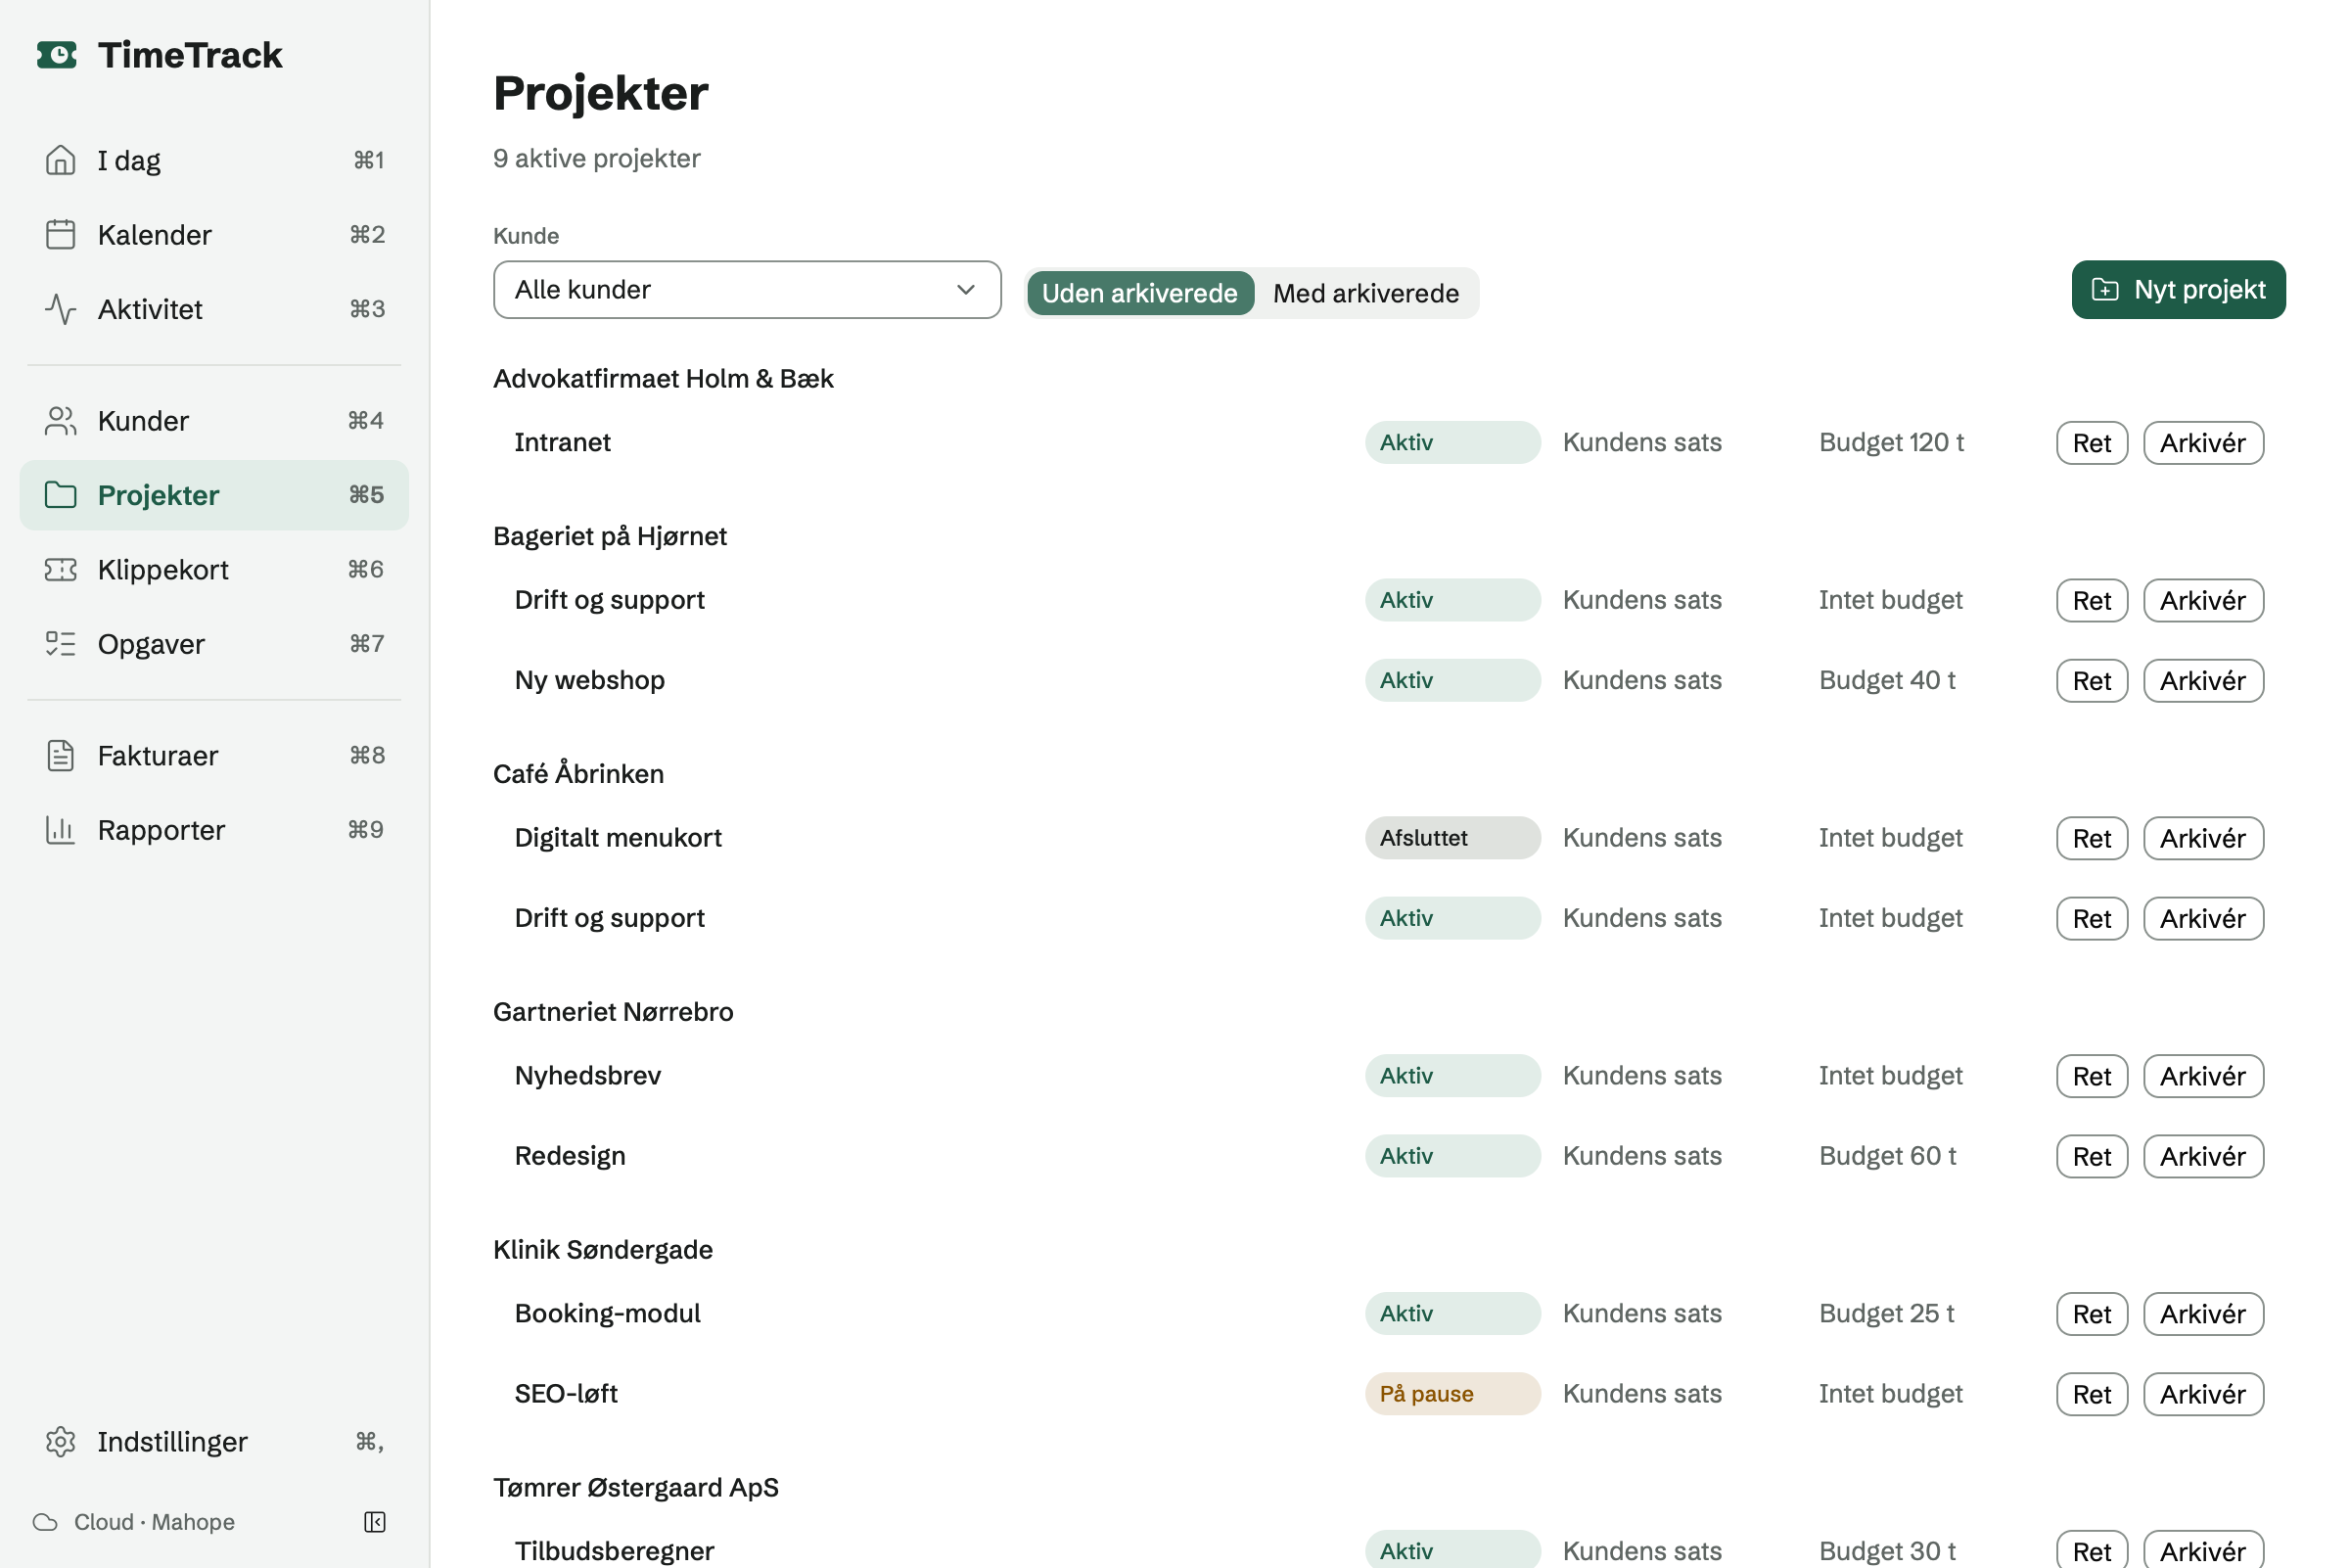 TimeTrack
I dag ⌘1
Kalender ⌘2
Aktivitet ⌘3
Kunder ⌘4
Projekter ⌘5
Klippekort ⌘6
Opgaver ⌘7
Fakturaer ⌘8
Rapporter ⌘9
Indstillinger ⌘,
Cloud · Mahope
Projekter
9 aktive projekter
Kunde
Alle kunder Uden arkiverede Med arkiverede Nyt projekt
Advokatfirmaet Holm & Bæk
Intranet Aktiv Kundens sats Budget 120 t Ret Arkivér
Bageriet på Hjørnet
Drift og support Aktiv Kundens sats Intet budget Ret Arkivér
Ny webshop Aktiv Kundens sats Budget 40 t Ret Arkivér
Café Åbrinken
Digitalt menukort Afsluttet Kundens sats Intet budget Ret Arkivér
Drift og support Aktiv Kundens sats Intet budget Ret Arkivér
Gartneriet Nørrebro
Nyhedsbrev Aktiv Kundens sats Intet budget Ret Arkivér
Redesign Aktiv Kundens sats Budget 60 t Ret Arkivér
Klinik Søndergade
Booking-modul Aktiv Kundens sats Budget 25 t Ret Arkivér
SEO-løft På pause Kundens sats Intet budget Ret Arkivér
Tømrer Østergaard ApS
Tilbudsberegner Aktiv Kundens sats Budget 30 t Ret Arkivér